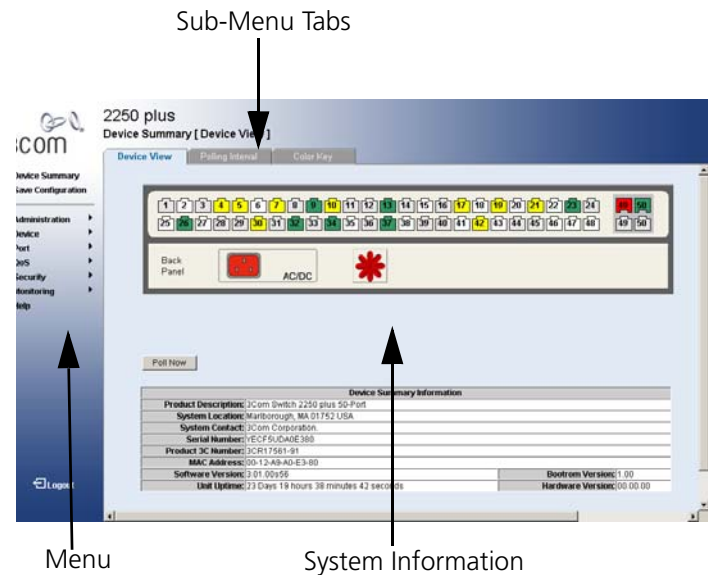 Sub-Menu Tabs
2250 plus
Device Summary [ Device View ]
com
Device View Polling Interval Color Key
Device Summary
Save Configuration
Administration
Device
Port
QoS
Security
Monitoring
Help
1 2 3 4 5 6 7 8 9 10 11 12 13 14 15 16 17 18 19 20 21 22 23 24 49 50
25 26 27 28 29 30 31 32 33 34 35 36 37 38 39 40 41 42 43 44 45 46 47 48 49 50
Back
Panel
AC/DC
Poll Now
Device Summary Information
Product Description: 3Com Switch 2250 plus 50-Port
System Location: Marlborough, MA 01752 USA
System Contact: 3Com Corporation.
Serial Number: YECF5UDA0E380
Product 3C Number: 3CR17561-91
MAC Address: 00-12-A9-A0-E3-80
Software Version: 3.01.00s56 Bootrom Version: 1.00
Unit Uptime: 23 Days 19 hours 38 minutes 42 seconds Hardware Version: 00.00.00
Logout
Menu
System Information